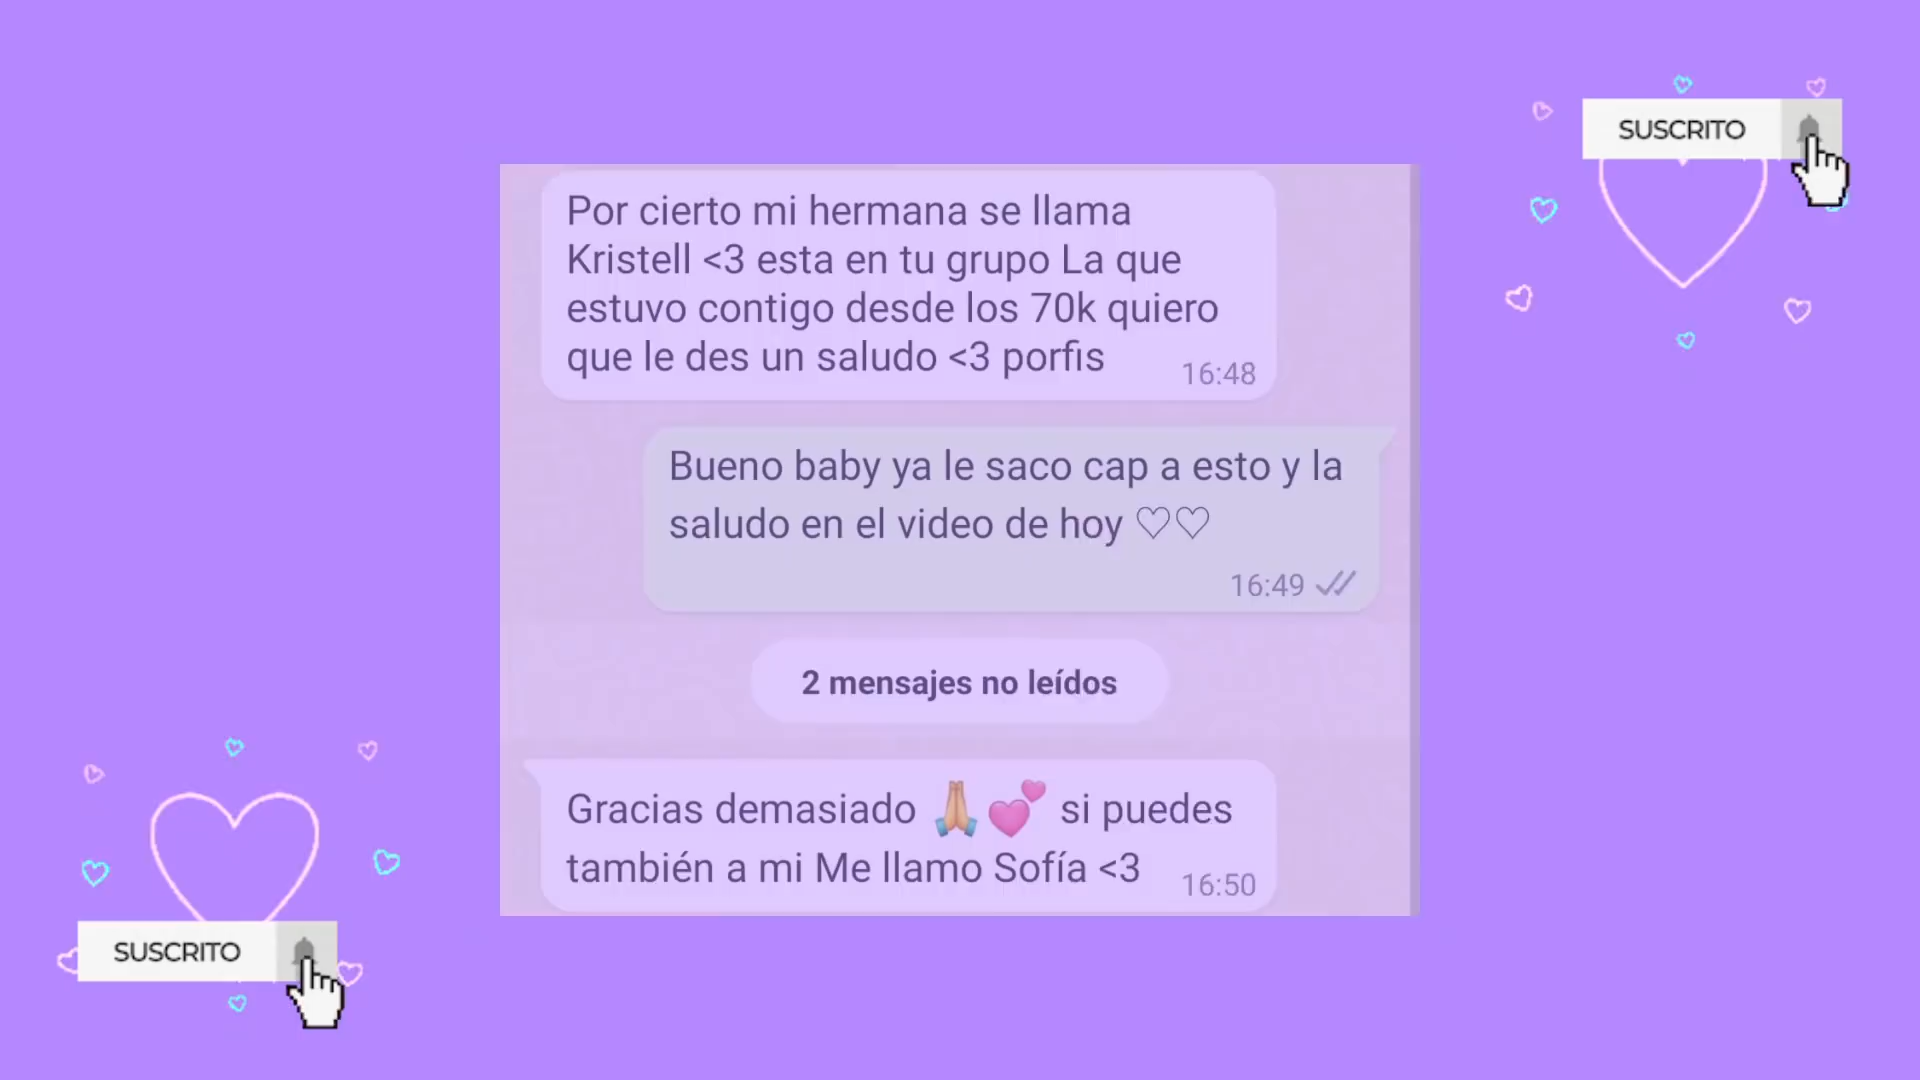 SUSCRITO
Por cierto mi hermana se llama
Kristell <3 esta en tu grupo La que
estuvo contigo desde los 70k quiero
que le des un saludo <3 porfis
16:48
Bueno baby ya le saco cap a esto y la
saludo en el video de hoy ♡♡
16:49
2 mensajes no leídos
Gracias demasiado 🙏🏼💕 si puedes
también a mi Me llamo Sofía <3
16:50
SUSCRITO